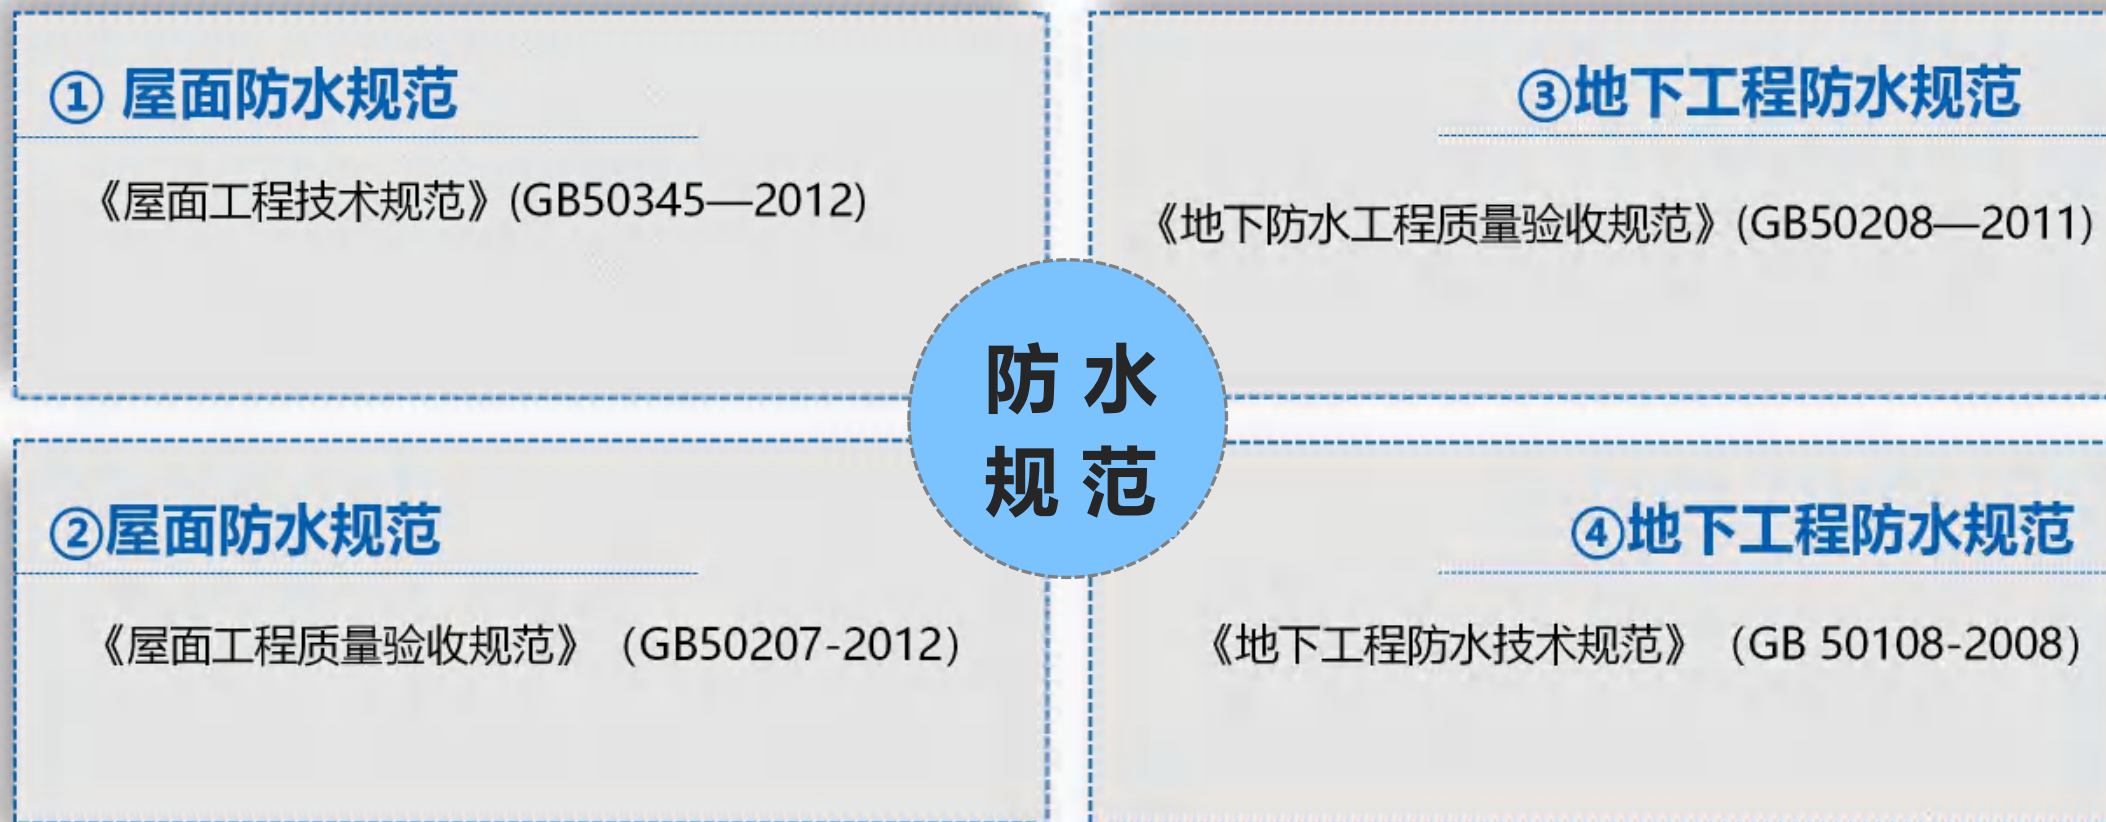 ① 屋面防水规范
《屋面工程技术规范》(GB50345—2012)
②屋面防水规范
《屋面工程质量验收规范》（GB50207-2012）
防 水
规 范
③地下工程防水规范
《地下防水工程质量验收规范》(GB50208—2011)
④地下工程防水规范
《地下工程防水技术规范》（GB 50108-2008）